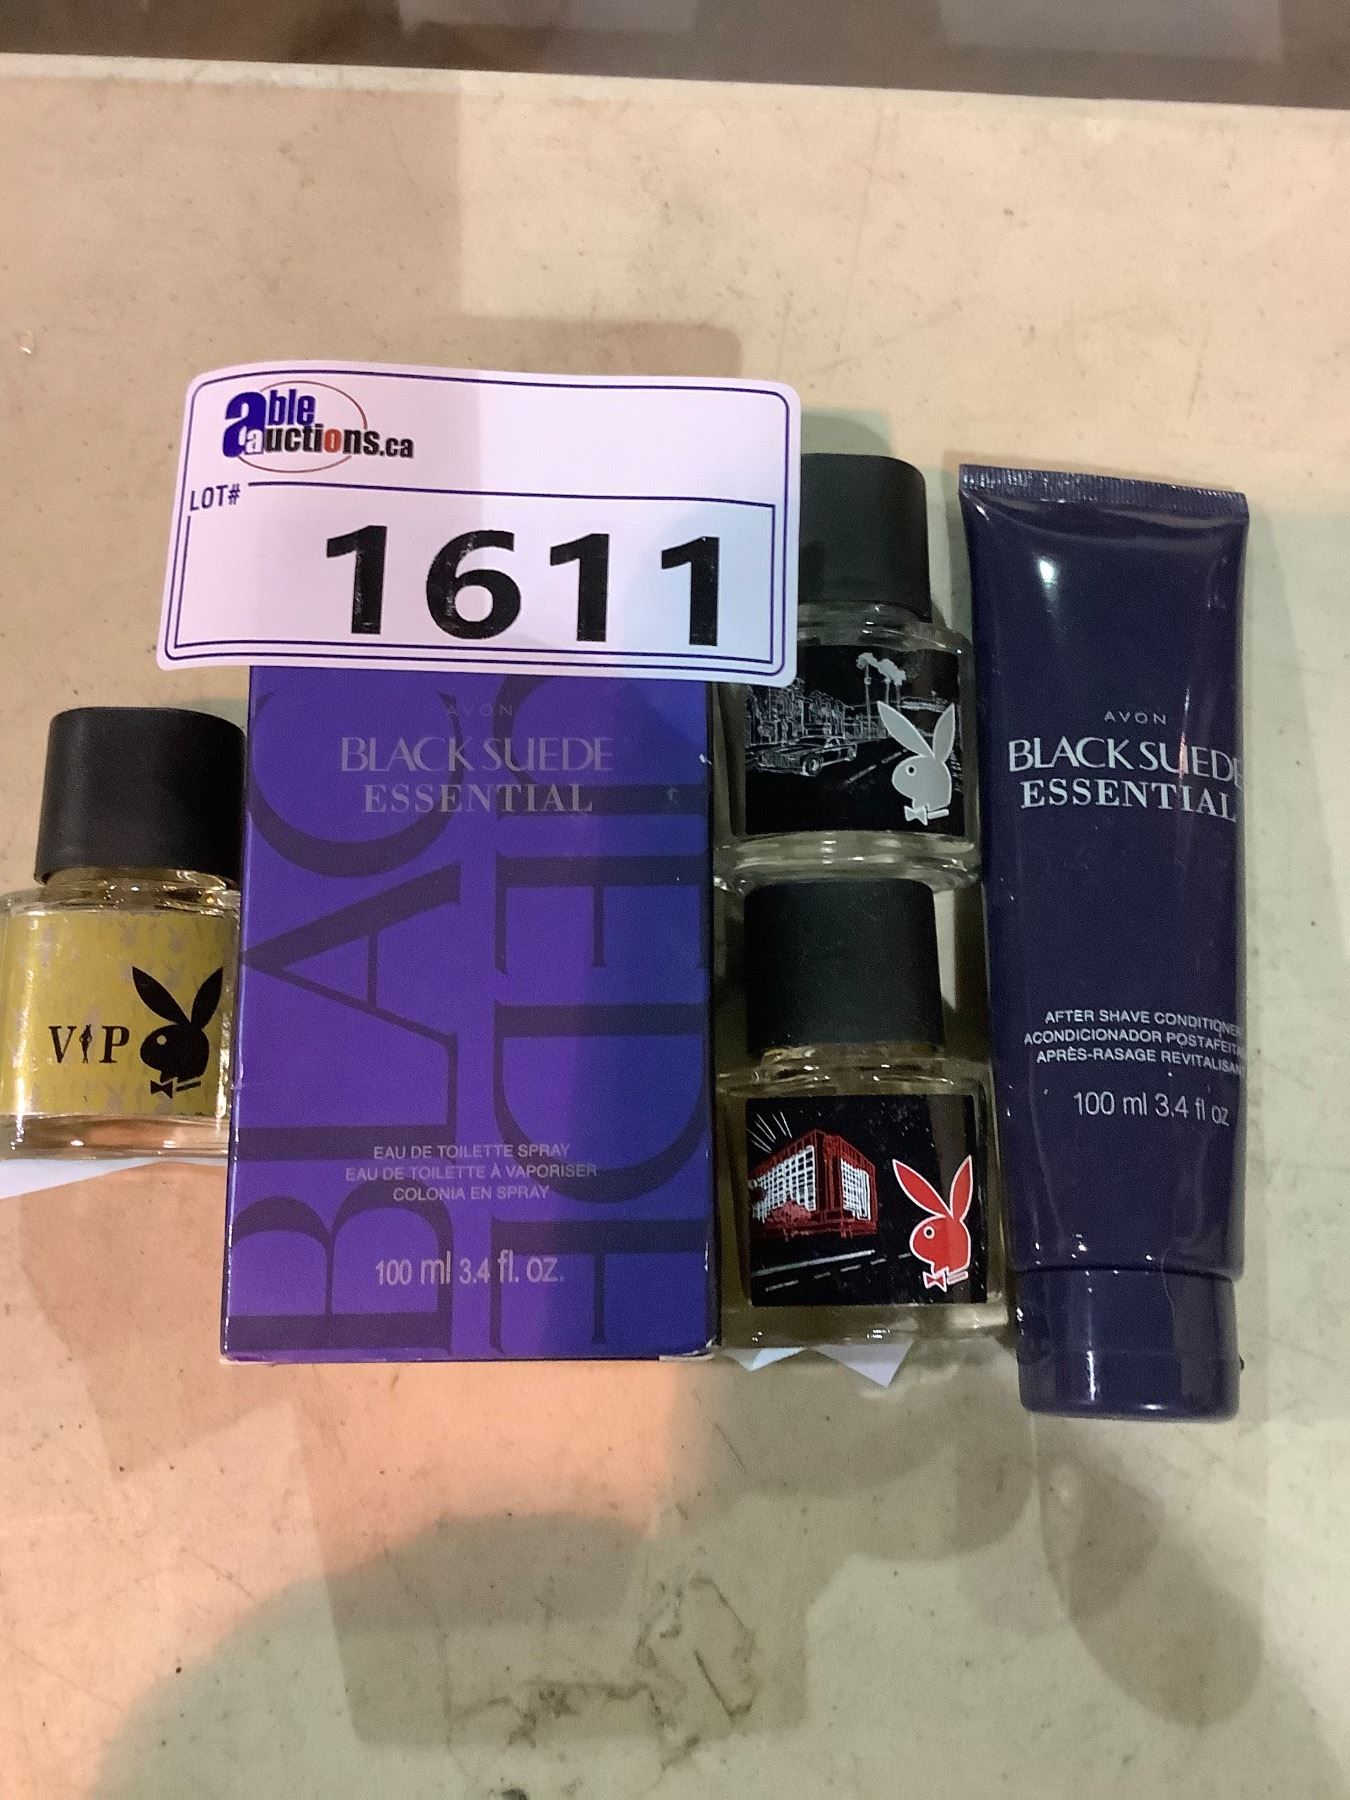 able
auctions.ca
LOT#
1611
AVON
BLACK SUEDE
ESSENTIAL
BLAC
EAU DE TOILETTE SPRAY
EAU DE TOILETTE À VAPORISER
COLONIA EN SPRAY
100 ml 3.4 fl. oz.
VIP
AVON
BLACK SUEDE
ESSENTIAL
AFTER SHAVE CONDITIONER
ACONDICIONADOR
APRÈS-RASAGE
100 ml 3.4 fl oz